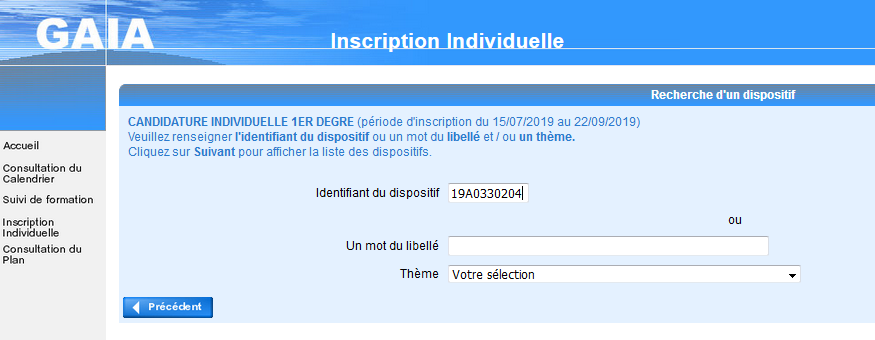 GAIA
Inscription Individuelle
Recherche d'un dispositif
Accueil
Consultation du
Calendrier
Suivi de formation
Inscription
Individuelle
Consultation du
Plan
CANDIDATURE INDIVIDUELLE 1ER DEGRE (période d'inscription du 15/07/2019 au 22/09/2019)
Veuillez renseigner l'identifiant du dispositif ou un mot du libellé et / ou un thème.
Cliquez sur Suivant pour afficher la liste des dispositifs.
Identifiant du dispositif 19A0330204
ou
Un mot du libellé
Thème Votre sélection
Précédent